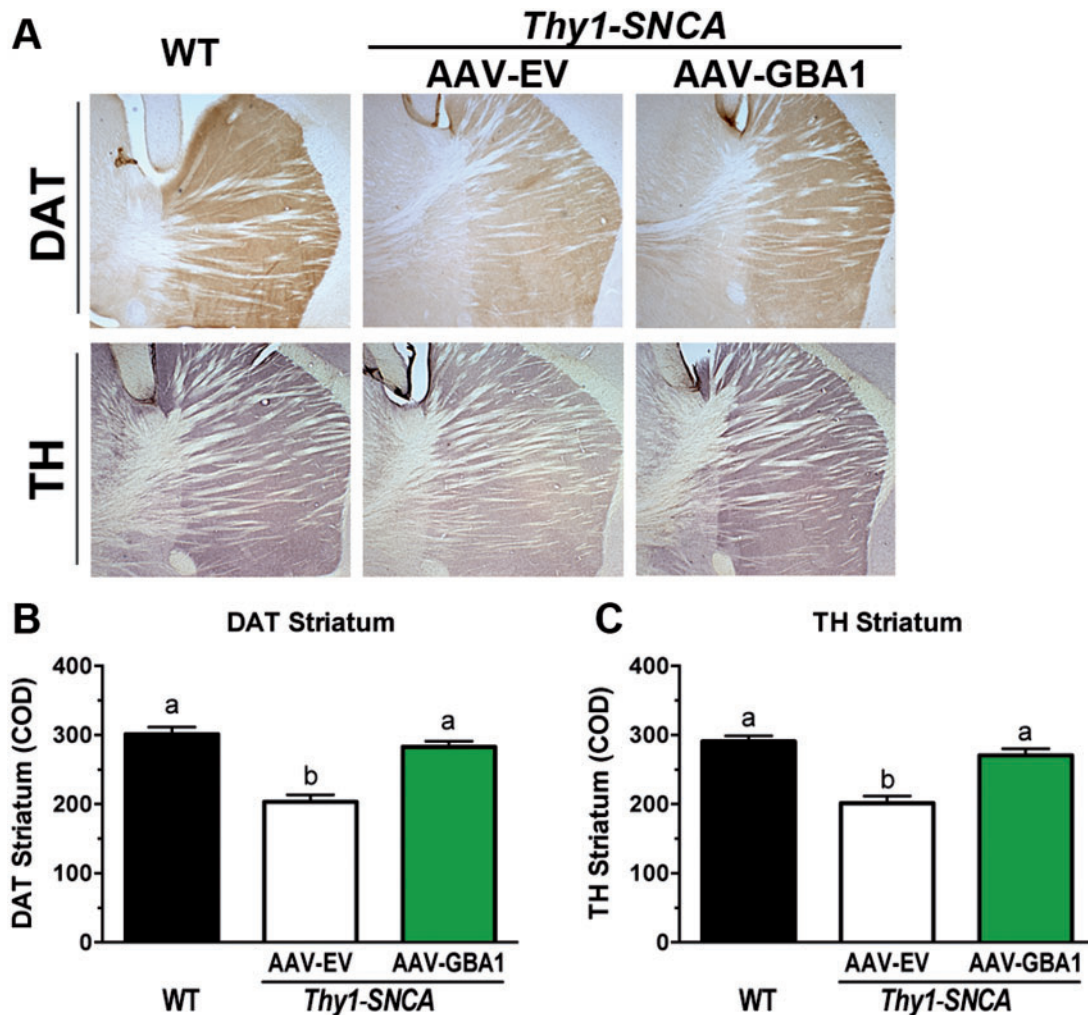 A
WT
Thy1-SNCA
AAV-EV
AAV-GBA1
DAT
TH
B
DAT Striatum
DAT Striatum (COD)
400
300
200
100
0
a
b
a
AAV-EV
AAV-GBA1
WT
Thy1-SNCA
C
TH Striatum
TH Striatum (COD)
400
300
200
100
0
a
b
a
AAV-EV
AAV-GBA1
WT
Thy1-SNCA